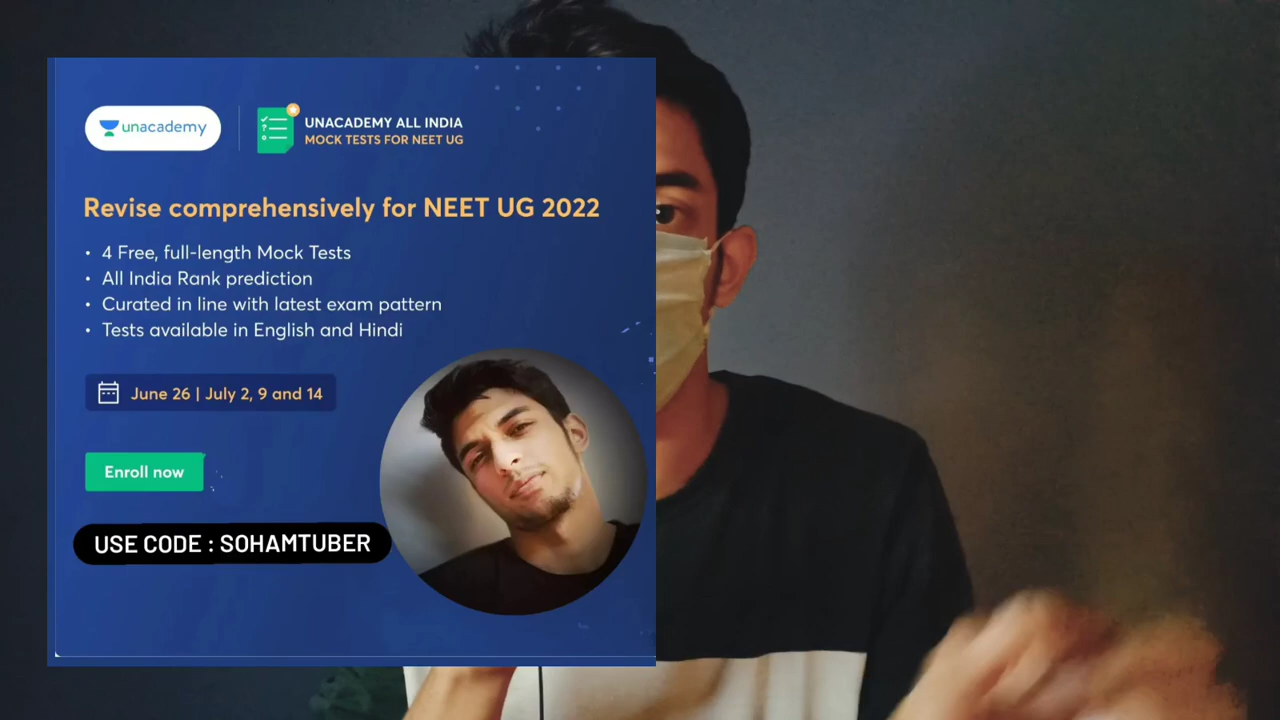 unacademy
UNACADEMY ALL INDIA
MOCK TESTS FOR NEET UG
Revise comprehensively for NEET UG 2022
• 4 Free, full-length Mock Tests
• All India Rank prediction
• Curated in line with latest exam pattern
• Tests available in English and Hindi
June 26 | July 2, 9 and 14
Enroll now
USE CODE : SOHAMTUBER